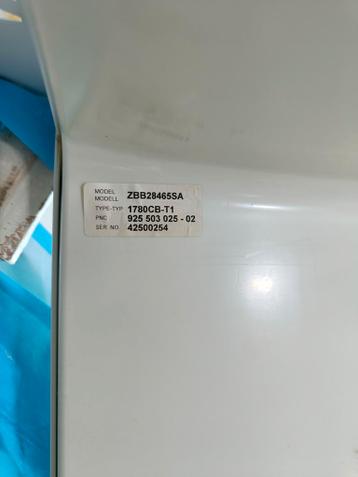 MODEL
MODELL ZBB28465SA
TYPE-TYP 1780CB-T1
PNC 925 503 025 - 02
SER NO 42500254